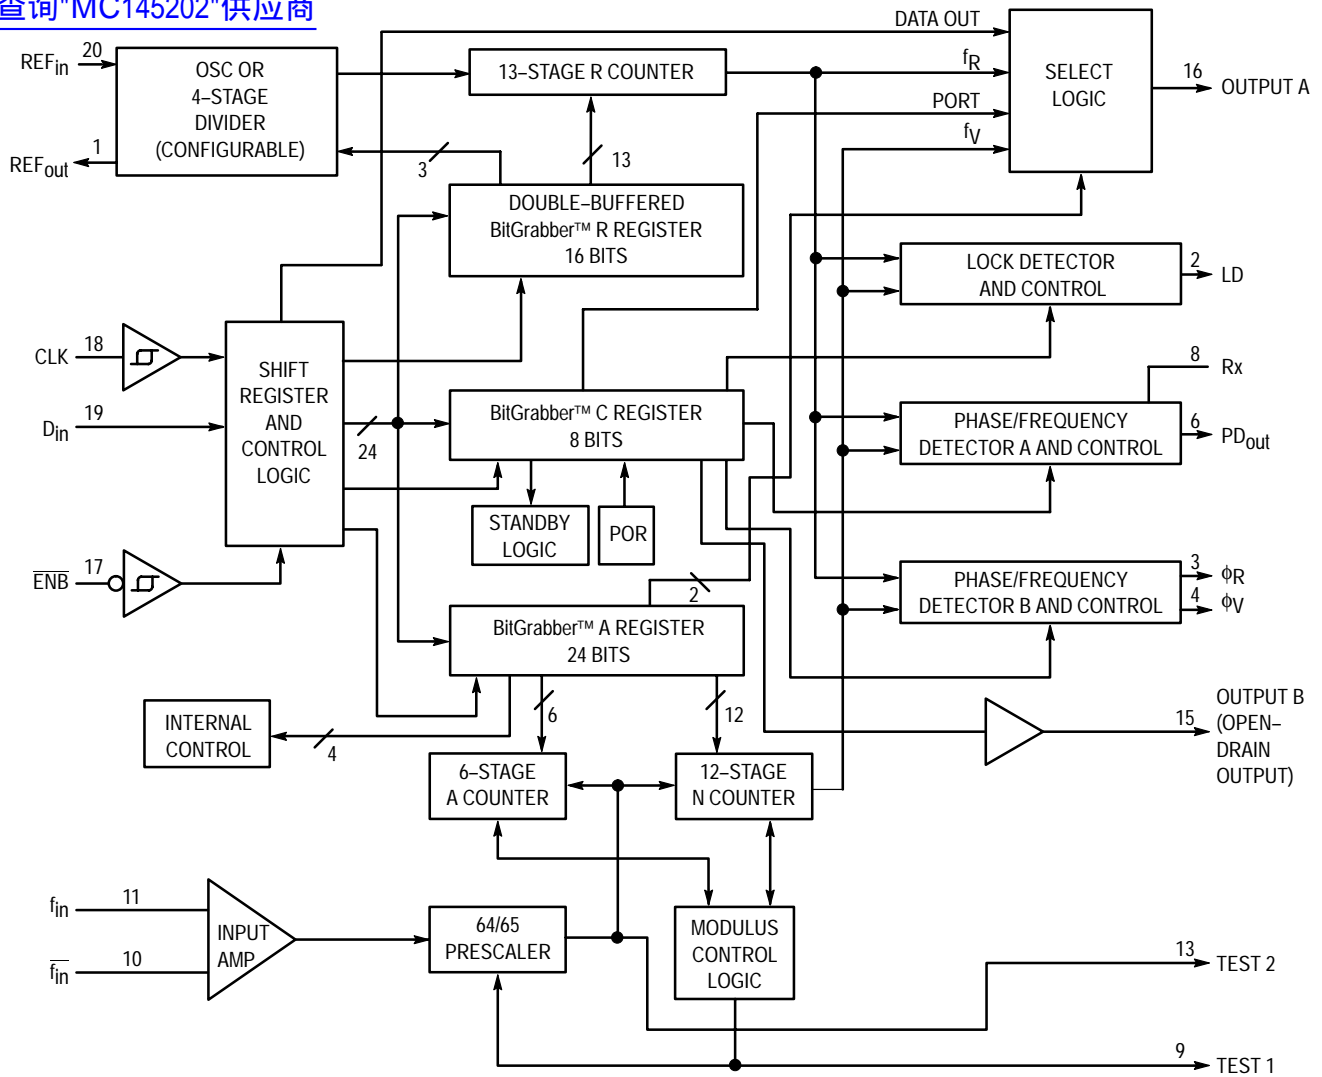 查询"MC145202"供应商
DATA OUT
REFin
20
OSC OR
4–STAGE
DIVIDER
(CONFIGURABLE)
13–STAGE R COUNTER
fR
SELECT
LOGIC
16
OUTPUT A
PORT
fV
REFout
1
3
13
DOUBLE–BUFFERED
BitGrabber™ R REGISTER
16 BITS
LOCK DETECTOR
AND CONTROL
2
LD
CLK
18
SHIFT
REGISTER
AND
CONTROL
LOGIC
8
Rx
Din
19
24
BitGrabber™ C REGISTER
8 BITS
PHASE/FREQUENCY
DETECTOR A AND CONTROL
6
PDout
STANDBY
LOGIC
POR
E̅N̅B̅
17
2
PHASE/FREQUENCY
DETECTOR B AND CONTROL
3
ϕR
4
ϕV
BitGrabber™ A REGISTER
24 BITS
INTERNAL
CONTROL
4
6
12
15
OUTPUT B
(OPEN–
DRAIN
OUTPUT)
6–STAGE
A COUNTER
12–STAGE
N COUNTER
fin
11
INPUT
AMP
64/65
PRESCALER
MODULUS
CONTROL
LOGIC
f̅i̅n̅
10
13
TEST 2
9
TEST 1